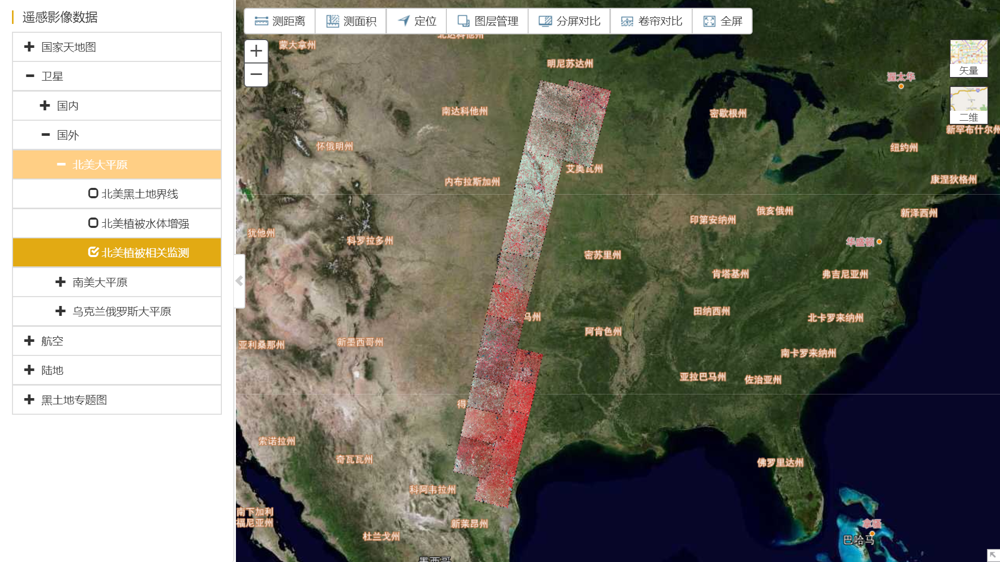 遥感影像数据
国家天地图
卫星
国内
国外
北美大平原
北美黑土地界线
北美植被水体增强
北美植被相关监测
南美大平原
乌克兰俄罗斯大平原
航空
陆地
黑土地专题图
测距离
测面积
定位
图层管理
分屏对比
卷帘对比
全屏
矢量
二维
北达科他州
蒙大拿州
明尼苏达州
渥太华
南达科他州
密歇根州
新罕布什尔州
怀俄明州
纽约州
艾奥瓦州
内布拉斯加州
康涅狄格州
俄亥俄州
新泽西州
印第安纳州
犹他州
科罗拉多州
华盛顿
密苏里州
肯塔基州
弗吉尼亚州
马州
田纳西州
北卡罗来纳州
阿肯色州
亚利桑那州
新墨西哥州
南卡罗来纳州
亚拉巴马州
佐治亚州
得
索诺拉州
奇瓦瓦州
佛罗里达州
科阿韦拉州
南下加利
福尼亚州
新莱昂州
拿骚
杜兰戈州
巴哈马
墨西哥